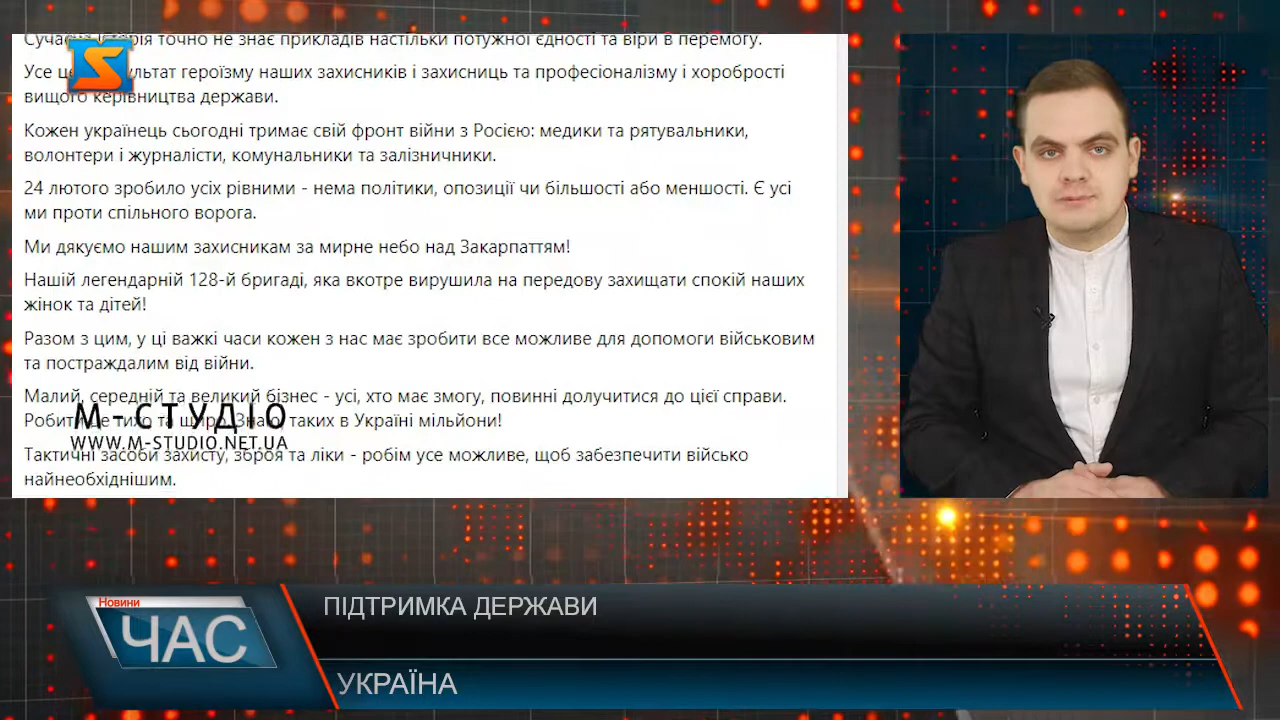 Сучасна історія точно не знає прикладів настільки потужної єдності та віри в перемогу.
Усе це результат героїзму наших захисників і захисниць та професіоналізму і хоробрості
вищого керівництва держави.
Кожен українець сьогодні тримає свій фронт війни з Росією: медики та рятувальники,
волонтери і журналісти, комунальники та залізничники.
24 лютого зробило усіх рівними - нема політики, опозиції чи більшості або меншості. Є усі
ми проти спільного ворога.
Ми дякуємо нашим захисникам за мирне небо над Закарпаттям!
Нашій легендарній 128-й бригаді, яка вкотре вирушила на передову захищати спокій наших
жінок та дітей!
Разом з цим, у ці важкі часи кожен з нас має зробити все можливе для допомоги військовим
та постраждалим від війни.
Малий, середній та великий бізнес - усі, хто має змогу, повинні долучитися до цієї справи.
М-СТУДІО
Робити це тихо та щиро. Знаю, таких в Україні мільйони!
WWW.M-STUDIO.NET.UA
Тактичні засоби захисту, зброя та ліки - робім усе можливе, щоб забезпечити військо
найнеобхіднішим.
Новини
ЧАС
ПІДТРИМКА ДЕРЖАВИ
УКРАЇНА